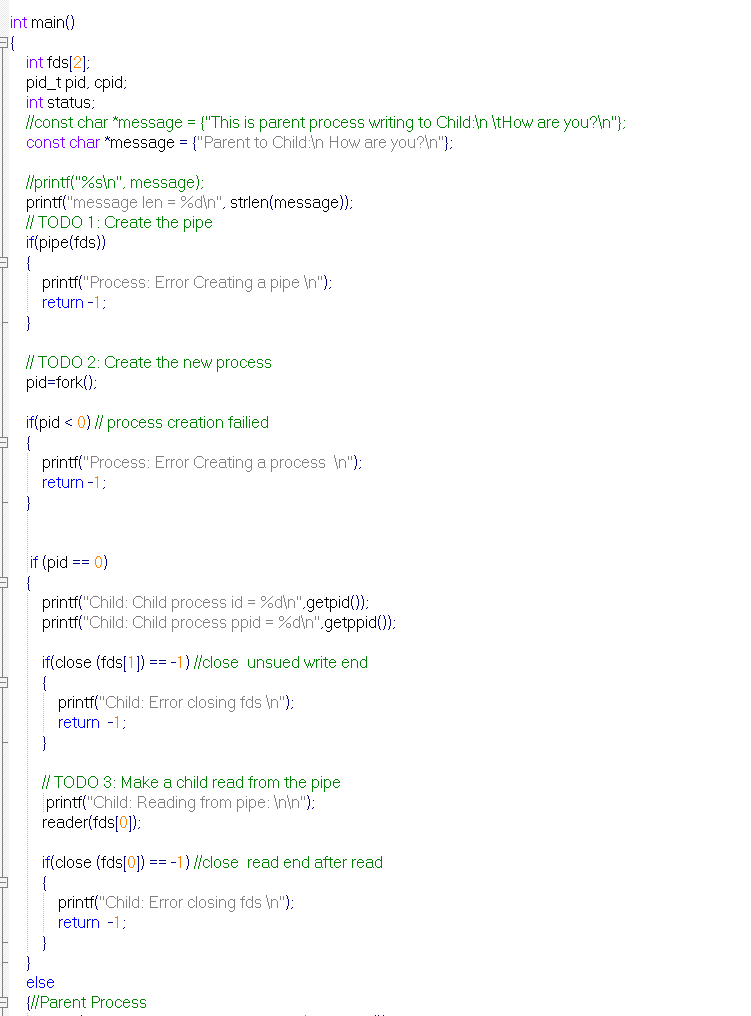 int main()
{
int fds[2];
pid_t pid, cpid;
int status;
//const char *message = {"This is parent process writing to Child:\n \tHow are you?\n"};
const char *message = {"Parent to Child:\n How are you?\n"};
//printf("%s\n", message);
printf("message len = %d\n", strlen(message));
// TODO 1: Create the pipe
if(pipe(fds))
{
printf("Process: Error Creating a pipe \n");
return -1;
}
// TODO 2: Create the new process
pid=fork();
if(pid < 0) // process creation failied
{
printf("Process: Error Creating a process  \n");
return -1;
}
if (pid == 0)
{
printf("Child: Child process id = %d\n",getpid());
printf("Child: Child process ppid = %d\n",getppid());
if(close (fds[1]) == -1) //close  unsued write end
{
printf("Child: Error closing fds \n");
return  -1;
}
// TODO 3: Make a child read from the pipe
printf("Child: Reading from pipe: \n\n");
reader(fds[0]);
if(close (fds[0]) == -1) //close  read end after read
{
printf("Child: Error closing fds \n");
return  -1;
}
}
else
{//Parent Process